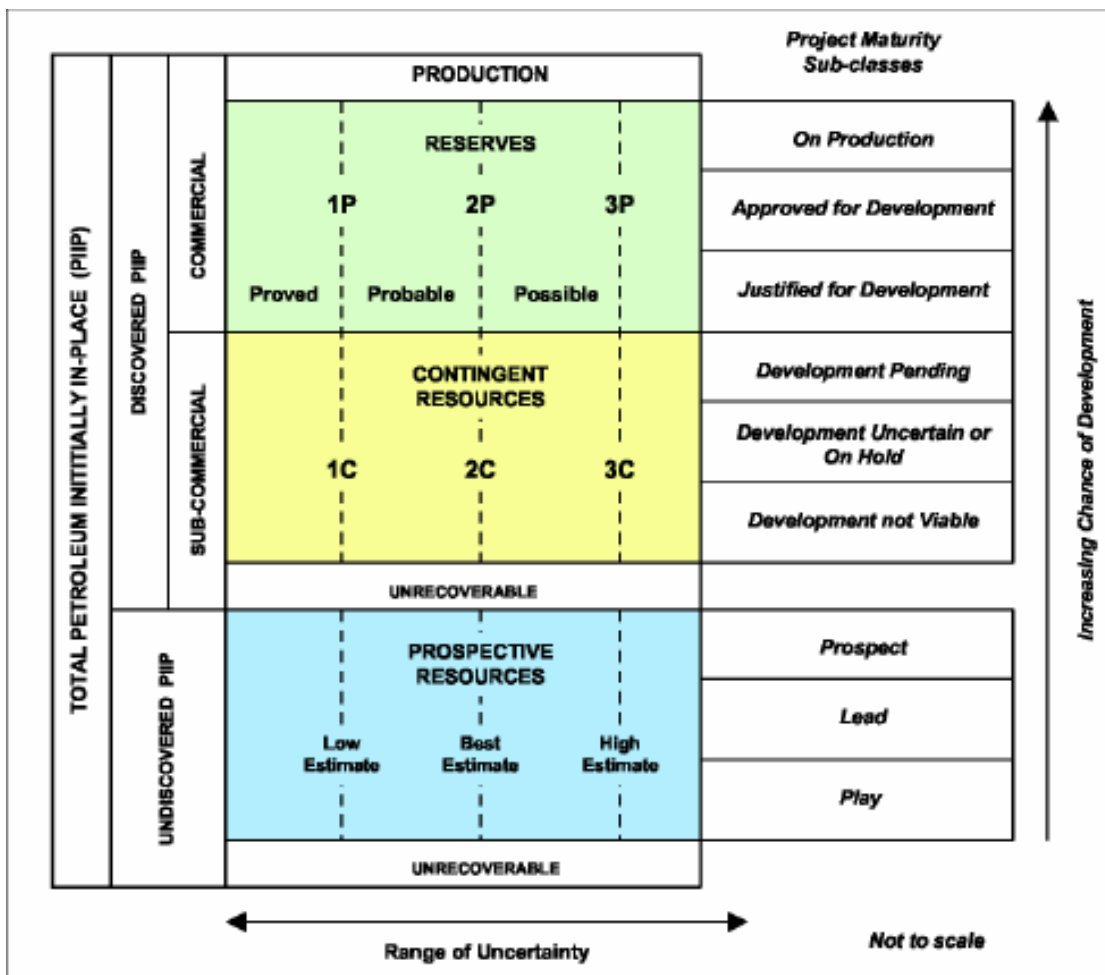 Project Maturity
Sub-classes
PRODUCTION
RESERVES
1P 2P 3P
Proved Probable Possible
On Production
Approved for Development
Justified for Development
CONTINGENT
RESOURCES
1C 2C 3C
Development Pending
Development Uncertain or
On Hold
Development not Viable
UNRECOVERABLE
PROSPECTIVE
RESOURCES
Low
Estimate
Best
Estimate
High
Estimate
Prospect
Lead
Play
UNRECOVERABLE
TOTAL PETROLEUM INITITIALLY IN-PLACE (PIIP)
DISCOVERED PIIP
UNDISCOVERED PIIP
COMMERCIAL
SUB-COMMERCIAL
Increasing Chance of Development
Range of Uncertainty
Not to scale